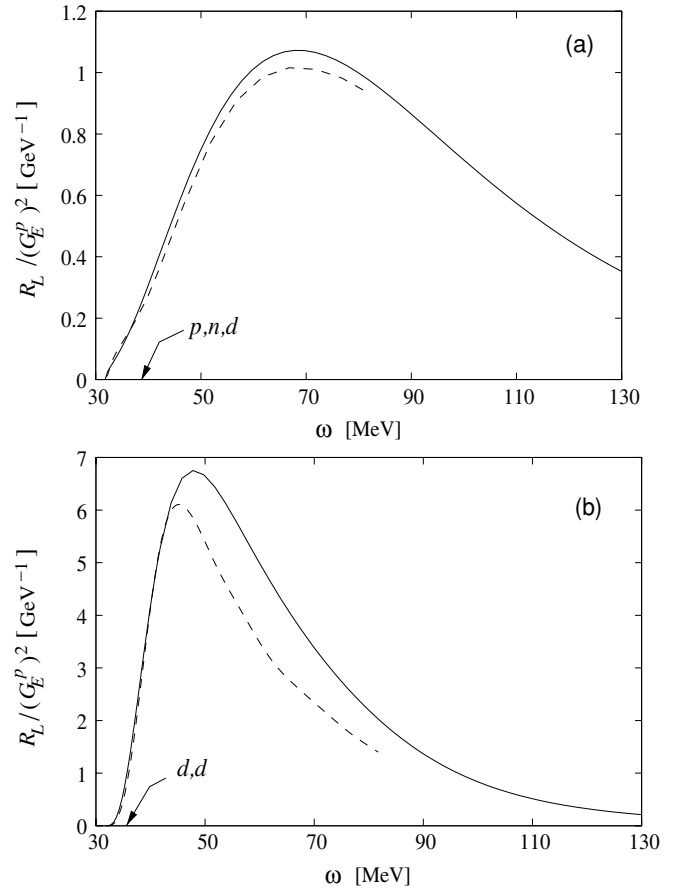 1.2
(a)
1
0.8
0.6
0.4
0.2
0
R_L /(G_E^p)^2 [ GeV^{-1} ]
p,n,d
30 50 70 90 110 130
ω [MeV]
7
(b)
6
5
4
3
2
1
0
R_L /(G_E^p)^2 [ GeV^{-1} ]
d,d
30 50 70 90 110 130
ω [MeV]